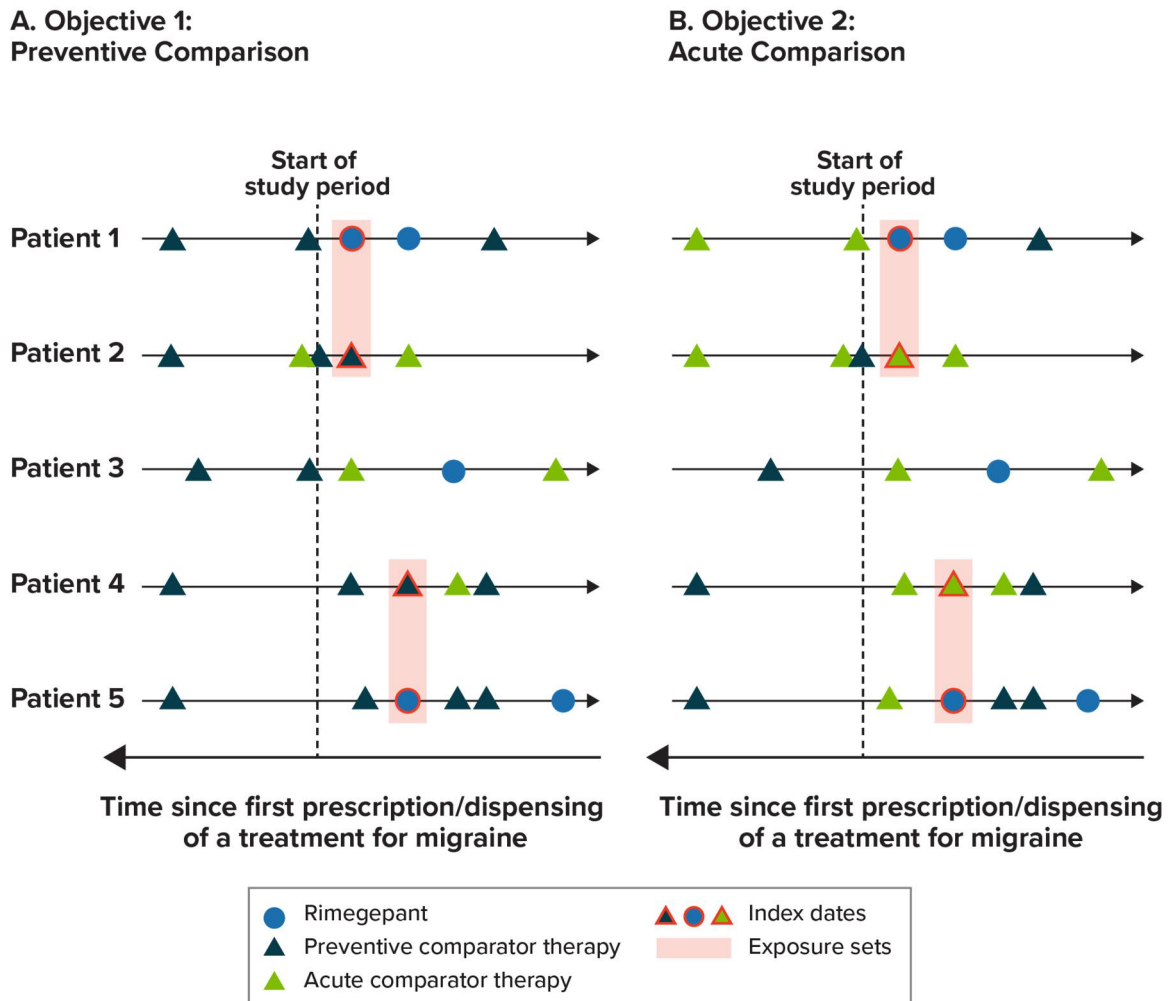 A. Objective 1:
Preventive Comparison
B. Objective 2:
Acute Comparison
Start of
study period
Start of
study period
Patient 1
Patient 2
Patient 3
Patient 4
Patient 5
Time since first prescription/dispensing
of a treatment for migraine
Time since first prescription/dispensing
of a treatment for migraine
Rimegepant
Preventive comparator therapy
Acute comparator therapy
Index dates
Exposure sets